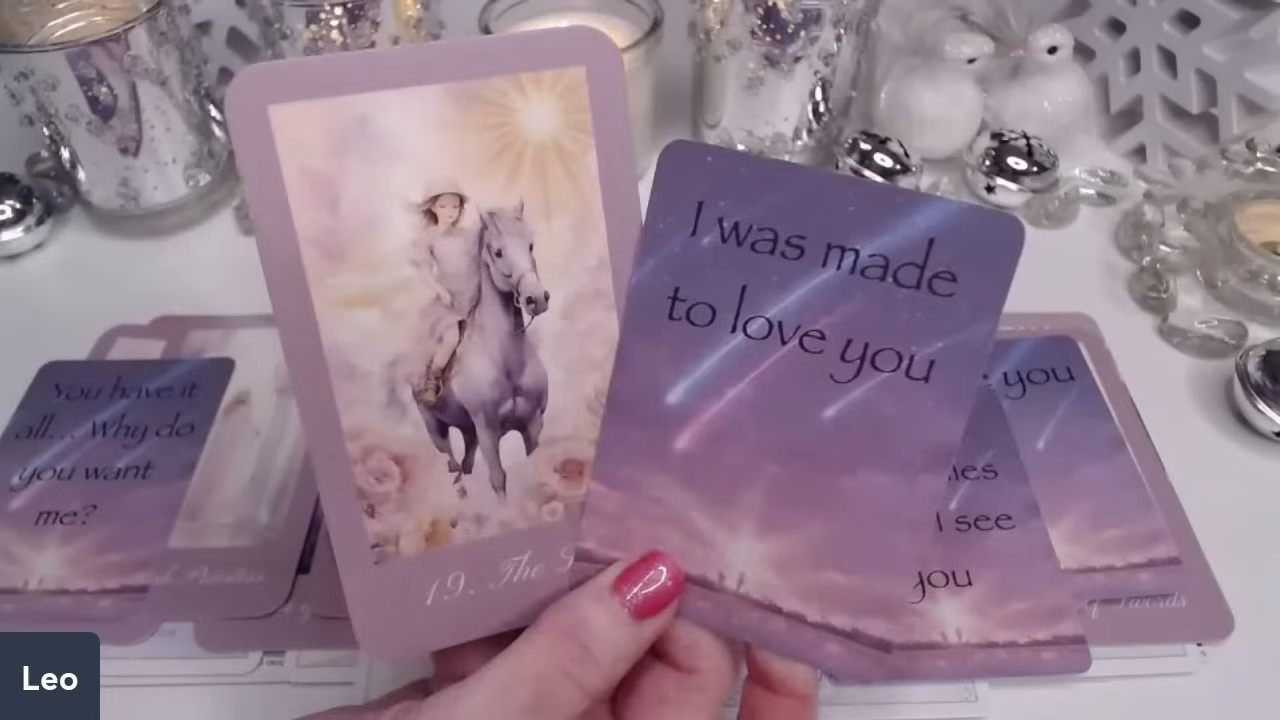 I was made
to love you
19. The
You have it
all... Why do
you want
me?
you
I see
you
Leo